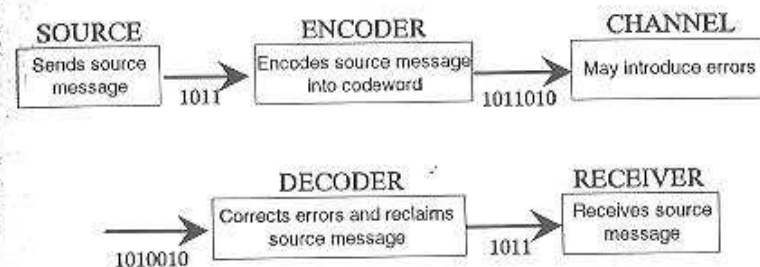 SOURCE
Sends source
message
1011
ENCODER
Encodes source message
into codeword
1011010
CHANNEL
May introduce errors
1010010
DECODER
Corrects errors and reclaims
source message
1011
RECEIVER
Receives source
message